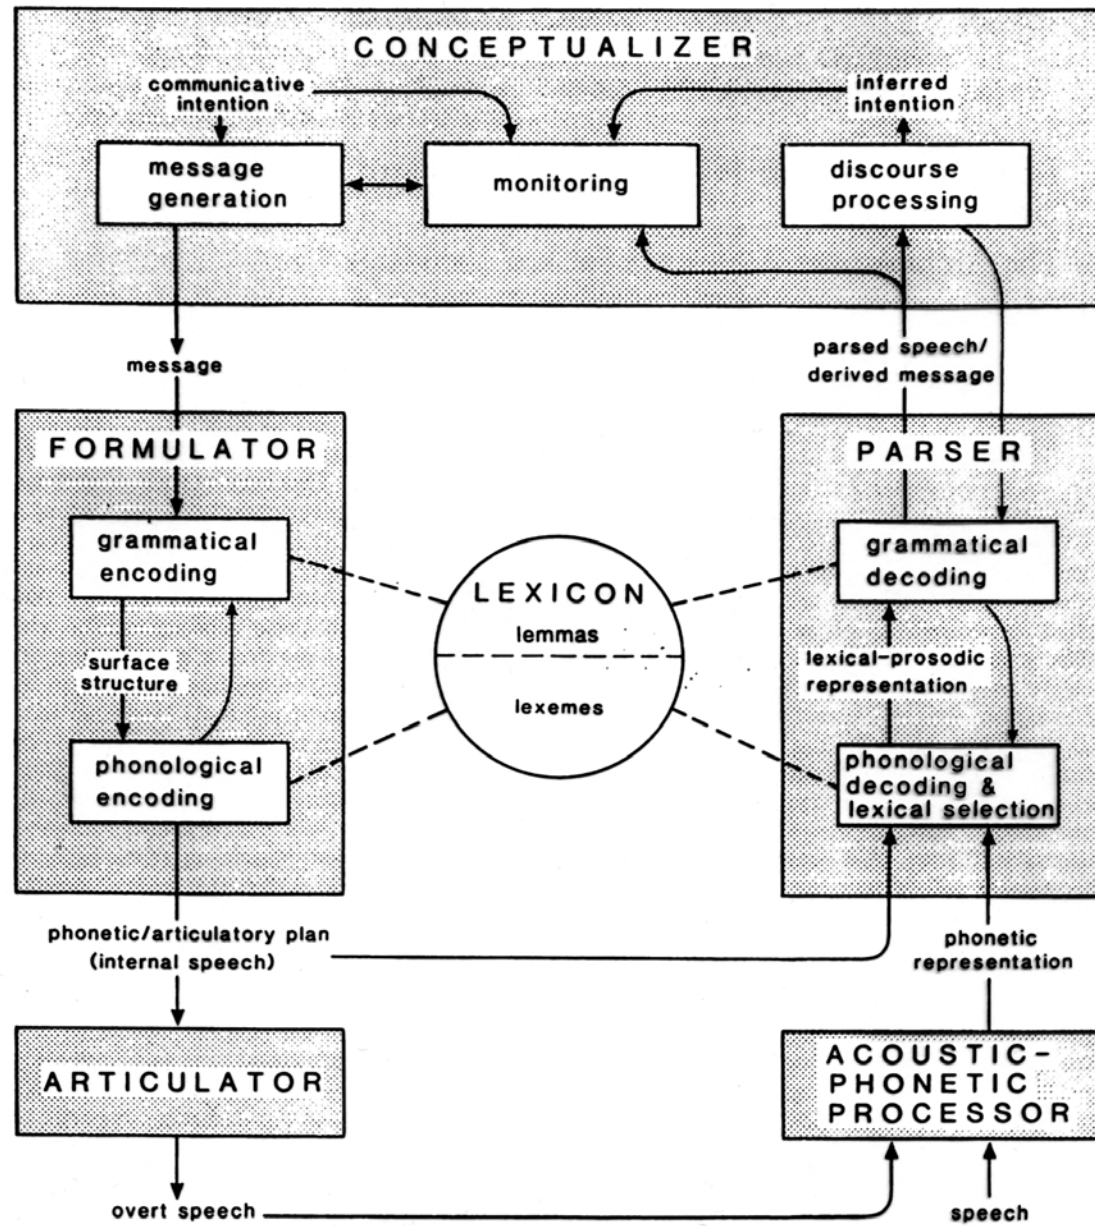 CONCEPTUALIZER
communicative
intention
inferred
intention
message
generation
monitoring
discourse
processing
message
parsed speech/
derived message
FORMULATOR
grammatical
encoding
surface
structure
phonological
encoding
LEXICON
lemmas
lexemes
PARSER
grammatical
decoding
lexical-prosodic
representation
phonological
decoding &
lexical selection
phonetic/articulatory plan
(internal speech)
phonetic
representation
ARTICULATOR
ACOUSTIC-
PHONETIC
PROCESSOR
overt speech
speech